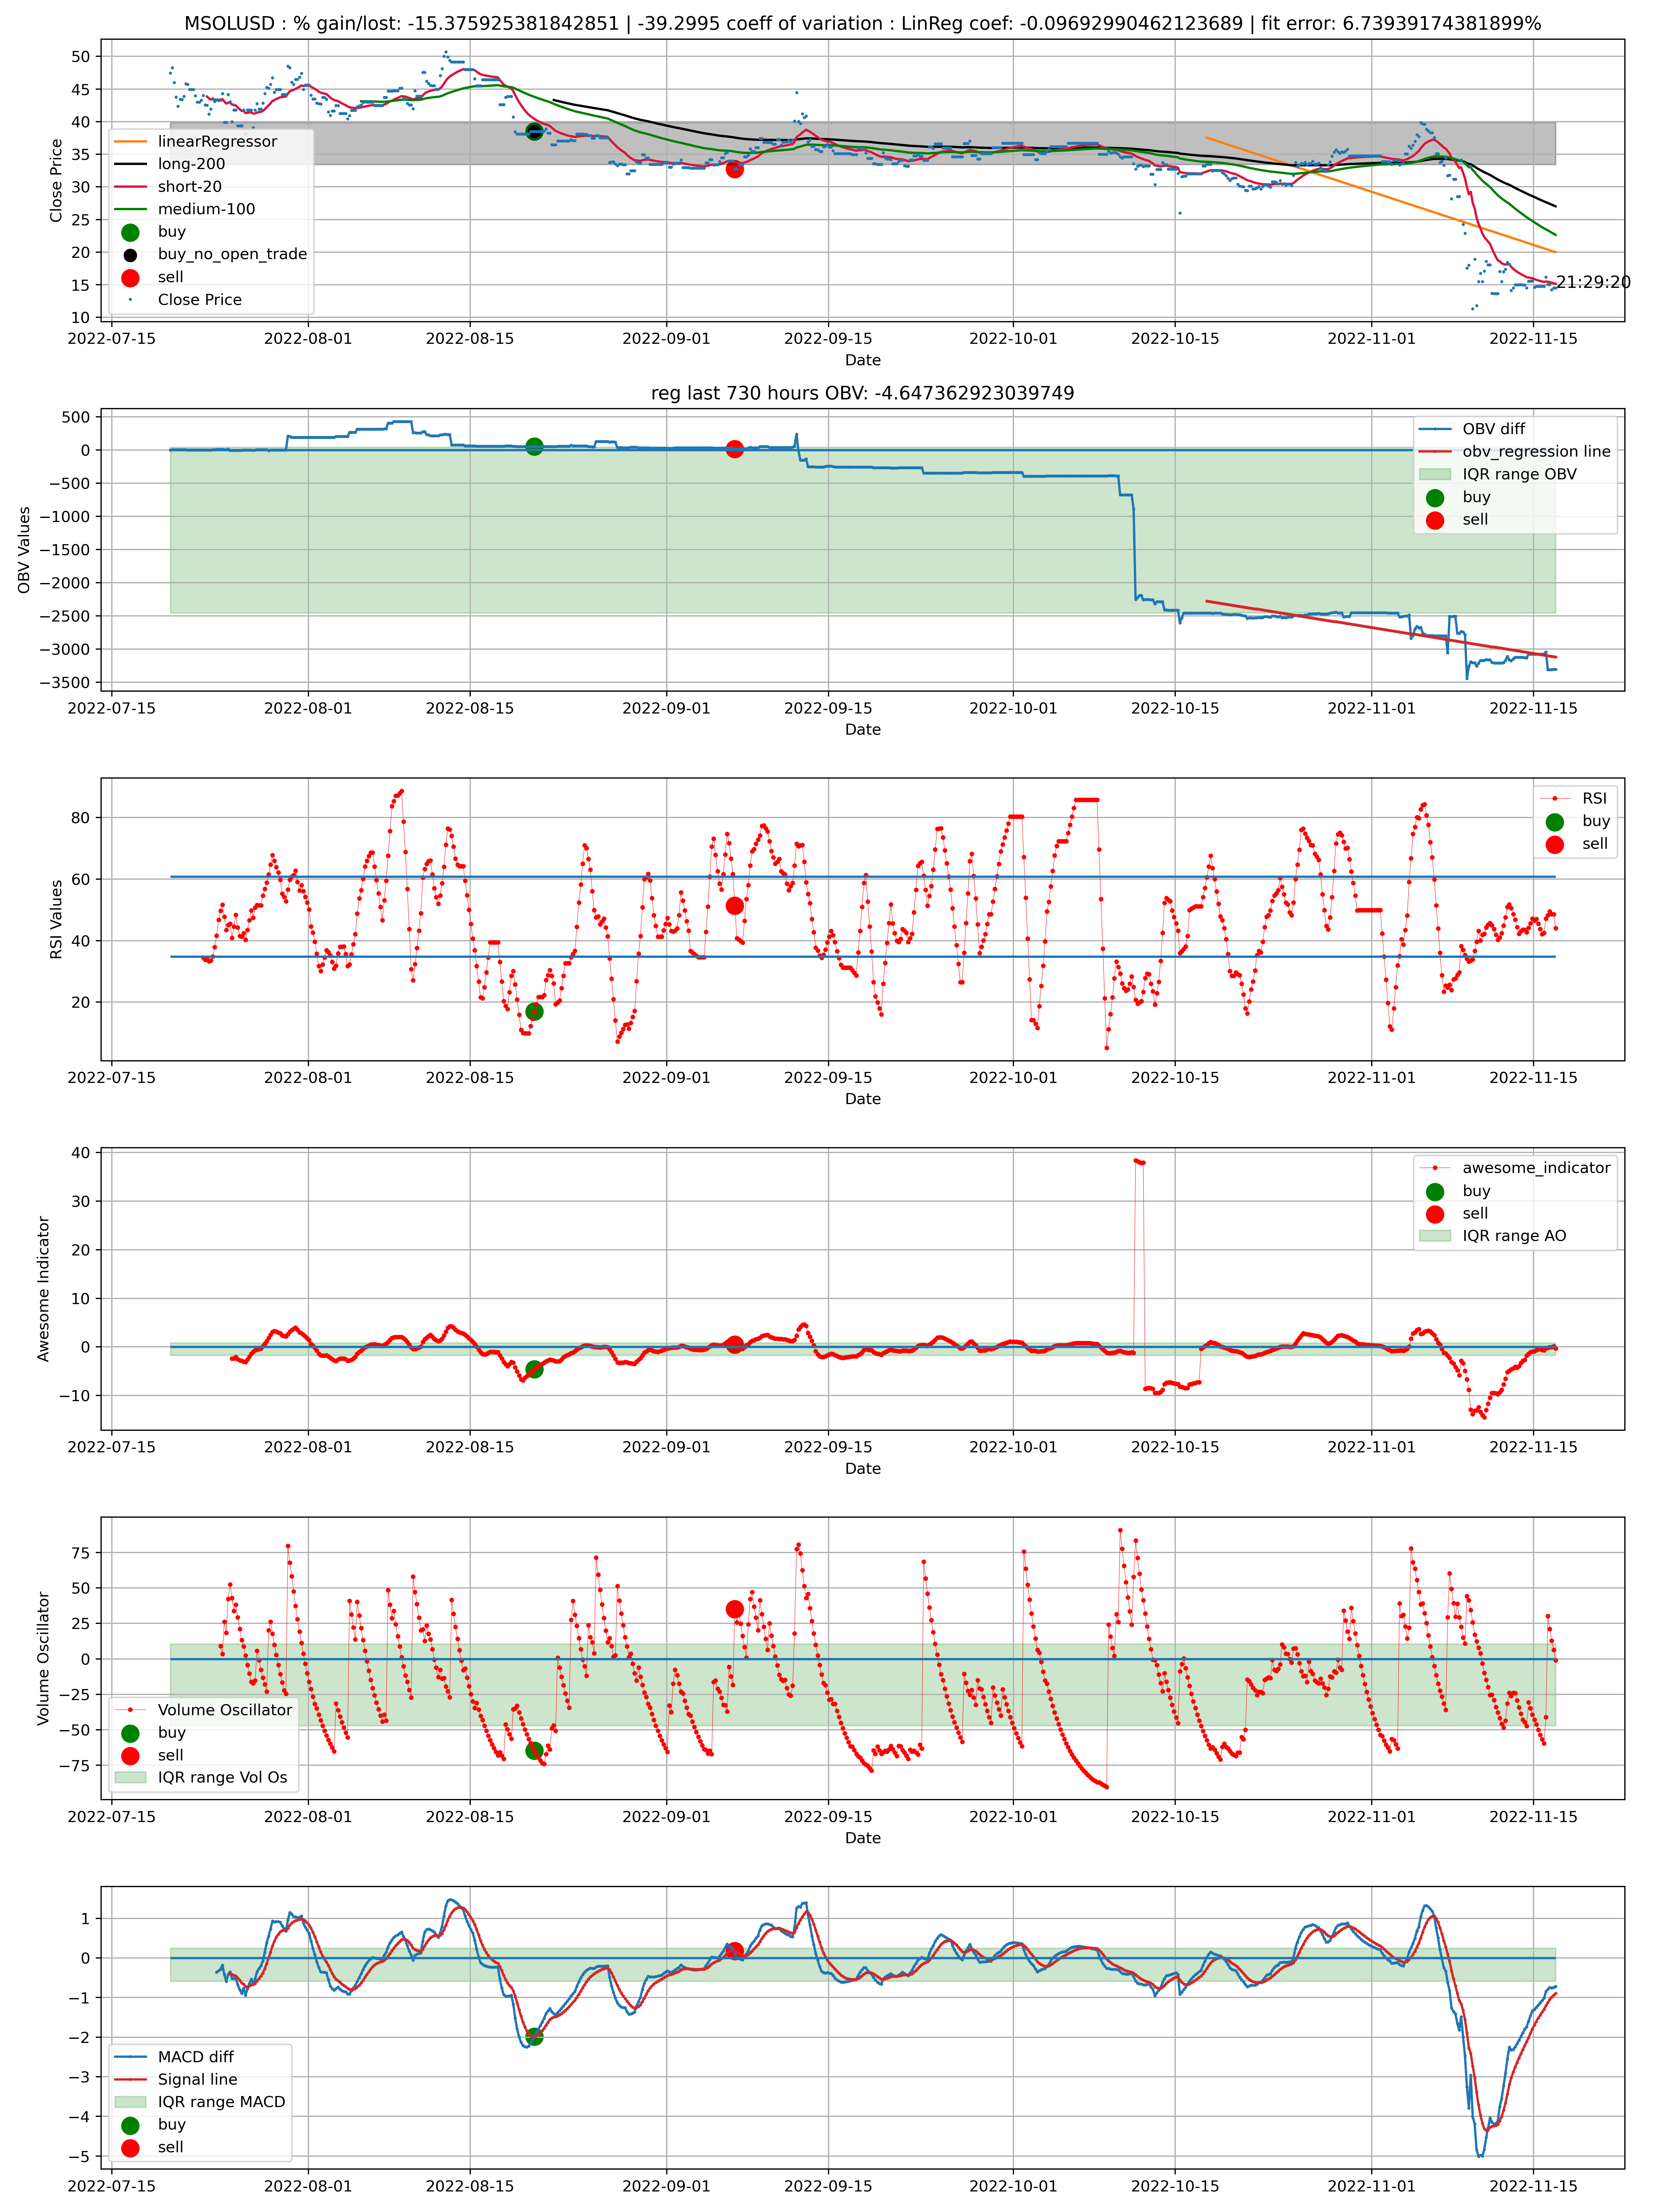 MSOLUSD : % gain/lost: -15.375925381842851 | -39.2995 coeff of variation : LinReg coef: -0.09692990462123689 | fit error: 6.73939174381899%
50
45
40
35
30
25
20
15
10
Close Price
linearRegressor
long-200
short-20
medium-100
buy
buy_no_open_trade
sell
Close Price
21:29:20
2022-07-15 2022-08-01 2022-08-15 2022-09-01 2022-09-15 2022-10-01 2022-10-15 2022-11-01 2022-11-15
Date
reg last 730 hours OBV: -4.647362923039749
500
0
−500
−1000
−1500
−2000
−2500
−3000
−3500
OBV Values
OBV diff
obv_regression line
IQR range OBV
buy
sell
2022-07-15 2022-08-01 2022-08-15 2022-09-01 2022-09-15 2022-10-01 2022-10-15 2022-11-01 2022-11-15
Date
80
60
40
20
RSI Values
RSI
buy
sell
2022-07-15 2022-08-01 2022-08-15 2022-09-01 2022-09-15 2022-10-01 2022-10-15 2022-11-01 2022-11-15
Date
40
30
20
10
0
−10
Awesome Indicator
awesome_indicator
buy
sell
IQR range AO
2022-07-15 2022-08-01 2022-08-15 2022-09-01 2022-09-15 2022-10-01 2022-10-15 2022-11-01 2022-11-15
Date
75
50
25
0
−25
−50
−75
Volume Oscillator
Volume Oscillator
buy
sell
IQR range Vol Os
2022-07-15 2022-08-01 2022-08-15 2022-09-01 2022-09-15 2022-10-01 2022-10-15 2022-11-01 2022-11-15
Date
1
0
−1
−2
−3
−4
−5
MACD diff
Signal line
IQR range MACD
buy
sell
2022-07-15 2022-08-01 2022-08-15 2022-09-01 2022-09-15 2022-10-01 2022-10-15 2022-11-01 2022-11-15